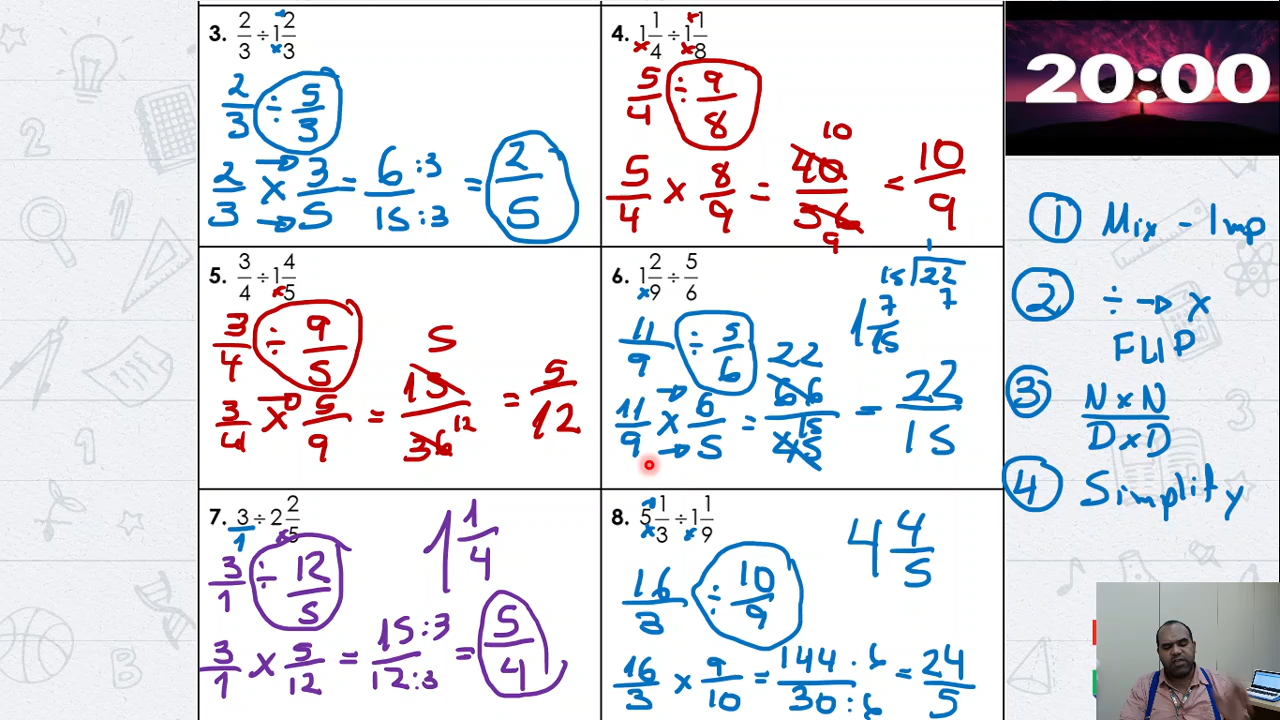 3. 2/3 ÷ 1 2/3
2/3 ÷ 5/3
2/3 × 3/5 = 6:3/15:3 = 2/5
4. 1 1/4 ÷ 1 1/8
5/4 ÷ 9/8
5/4 × 8/9 = 40/36 = 10/9
10
9
5. 3/4 ÷ 1 4/5
3/4 ÷ 9/5
3/4 × 5/9 = 15/36 = 5/12
5
12
6. 1 2/9 ÷ 5/6
11/9 ÷ 5/6
11/9 × 6/5 = 66/45 = 22/15
22
15
1
15 22
7
1 7/15
7. 3/1 ÷ 2 2/5
3/1 ÷ 12/5
3/1 × 5/12 = 15:3/12:3 = 5/4
1 1/4
8. 5 1/3 ÷ 1 1/9
16/3 ÷ 10/9
16/3 × 9/10 = 144:6/30:6 = 24/5
4 4/5
20:00
1 Mix - Imp
2 ÷ → x
FLIP
3 N x N
D x D
4 Simplify